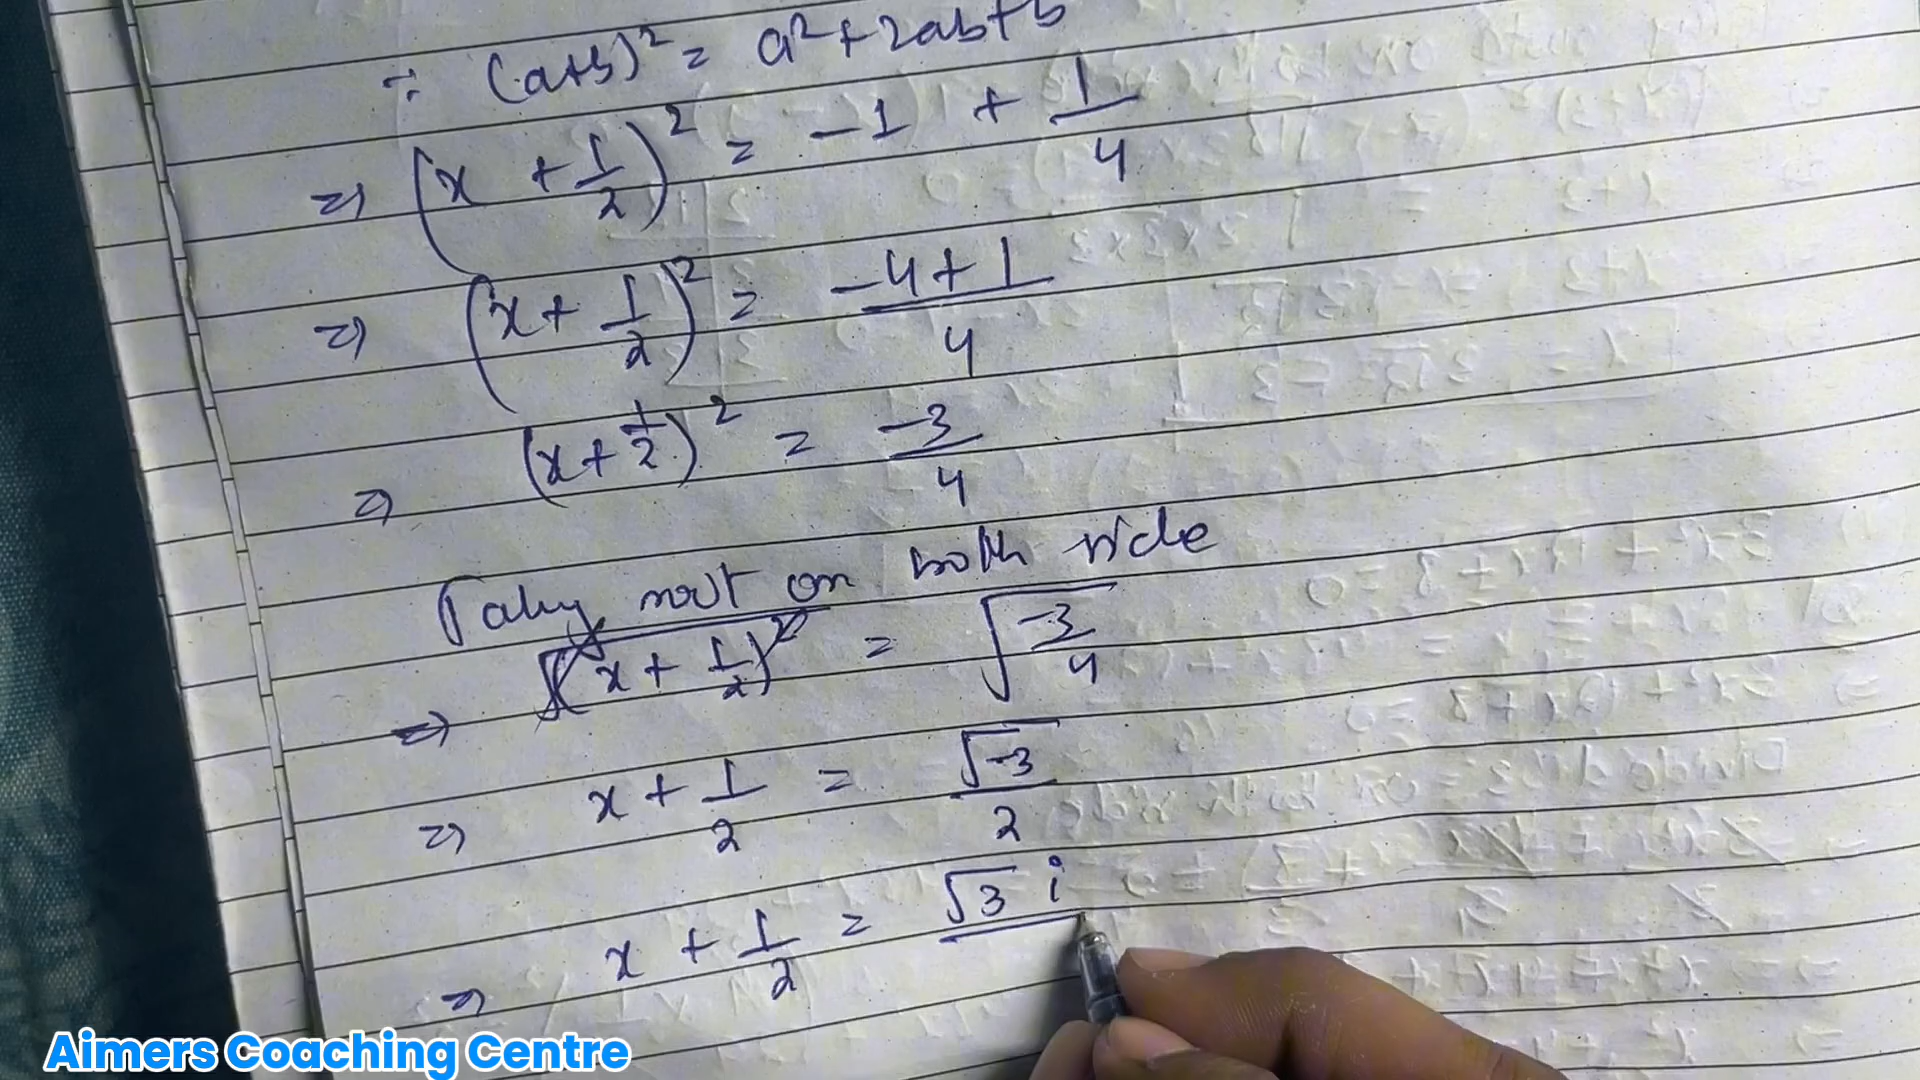 ∵ (a+b)² = a²+2ab+b
⇒ (x + 1/2)² = -1 + 1/4
⇒ (x + 1/2)² = -4+1/4
⇒ (x + 1/2)² = -3/4
Taking root on both side
⇒ √(x + 1/2)² = √-3/4
⇒ x + 1/2 = √-3/2
⇒ x + 1/2 = √3 i
Aimers Coaching Centre